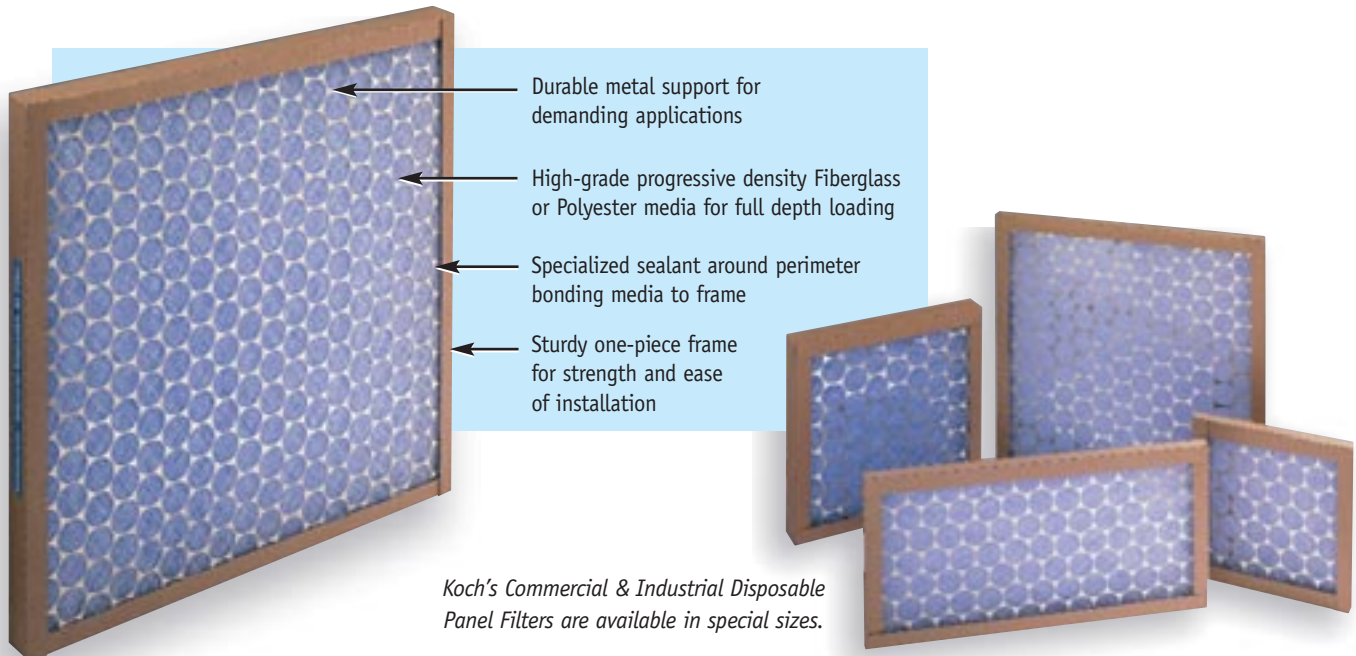 Durable metal support for
demanding applications
High-grade progressive density Fiberglass
or Polyester media for full depth loading
Specialized sealant around perimeter
bonding media to frame
Sturdy one-piece frame
for strength and ease
of installation
Koch's Commercial & Industrial Disposable
Panel Filters are available in special sizes.